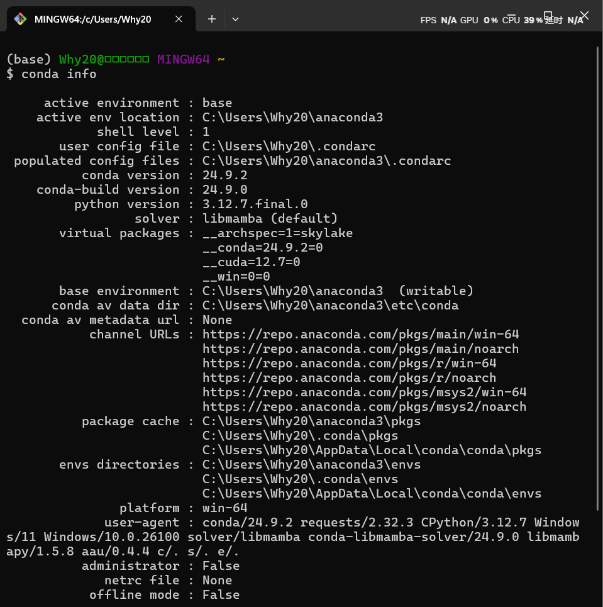 MINGW64:/c/Users/Why20
FPS N/A GPU 0% CPU 39% 延时 N/A
(base) Why20@□□□□□□ MINGW64 ~
$ conda info
active environment : base
active env location : C:\Users\Why20\anaconda3
shell level : 1
user config file : C:\Users\Why20\.condarc
populated config files : C:\Users\Why20\anaconda3\.condarc
conda version : 24.9.2
conda-build version : 24.9.0
python version : 3.12.7.final.0
solver : libmamba (default)
virtual packages : __archspec=1=skylake
__conda=24.9.2=0
__cuda=12.7=0
__win=0=0
base environment : C:\Users\Why20\anaconda3  (writable)
conda av data dir : C:\Users\Why20\anaconda3\etc\conda
conda av metadata url : None
channel URLs : https://repo.anaconda.com/pkgs/main/win-64
https://repo.anaconda.com/pkgs/main/noarch
https://repo.anaconda.com/pkgs/r/win-64
https://repo.anaconda.com/pkgs/r/noarch
https://repo.anaconda.com/pkgs/msys2/win-64
https://repo.anaconda.com/pkgs/msys2/noarch
package cache : C:\Users\Why20\anaconda3\pkgs
C:\Users\Why20\.conda\pkgs
C:\Users\Why20\AppData\Local\conda\conda\pkgs
envs directories : C:\Users\Why20\anaconda3\envs
C:\Users\Why20\.conda\envs
C:\Users\Why20\AppData\Local\conda\conda\envs
platform : win-64
user-agent : conda/24.9.2 requests/2.32.3 CPython/3.12.7 Window
s/11 Windows/10.0.26100 solver/libmamba conda-libmamba-solver/24.9.0 libmamb
apy/1.5.8 aau/0.4.4 c/. s/. e/.
administrator : False
netrc file : None
offline mode : False